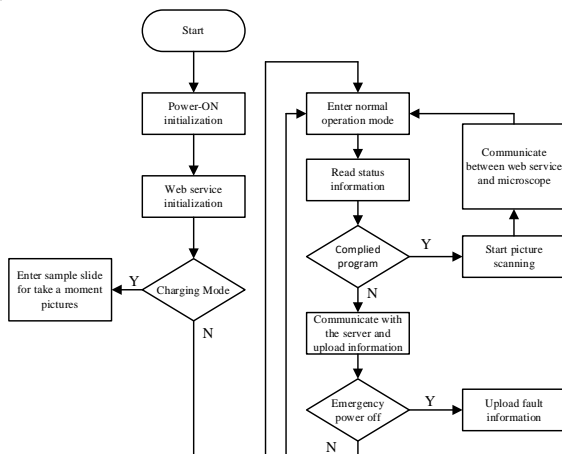 Start
Power-ON
initialization
Web service
initialization
Charging Mode
Y
N
Enter sample slide
for take a moment
pictures
Enter normal
operation mode
Read status
information
Complied
program
Y
N
Start picture
scanning
Communicate
between web service
and microscope
Communicate with
the server and
upload information
Emergency
power off
Y
N
Upload fault
information